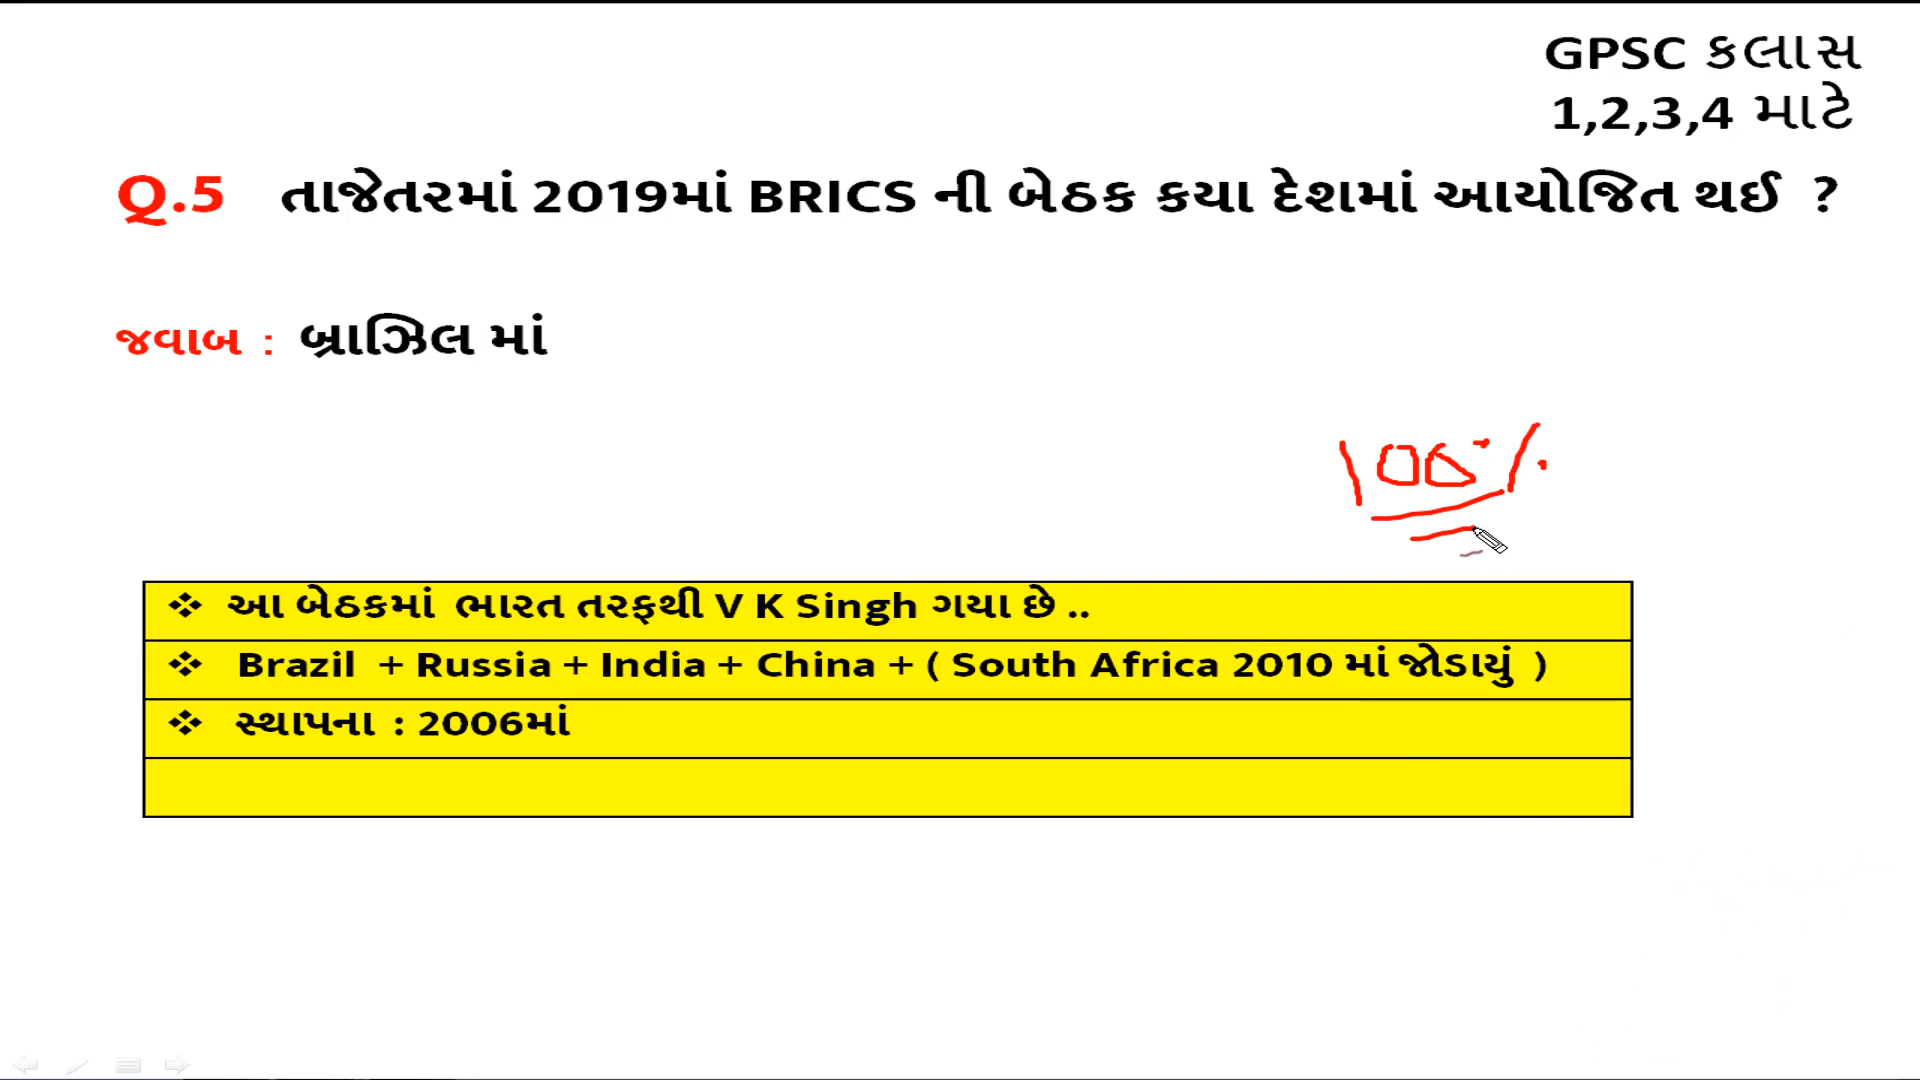 GPSC કલાસ
1,2,3,4 માટે
Q.5 તાજેતરમાં 2019માં BRICS ની બેઠક કયા દેશમાં આયોજિત થઈ ?
જવાબ : બ્રાઝિલ માં
100%
❖ આ બેઠકમાં ભારત તરફથી V K Singh ગયા છે ..
❖ Brazil + Russia + India + China + ( South Africa 2010 માં જોડાયું )
❖ સ્થાપના : 2006માં